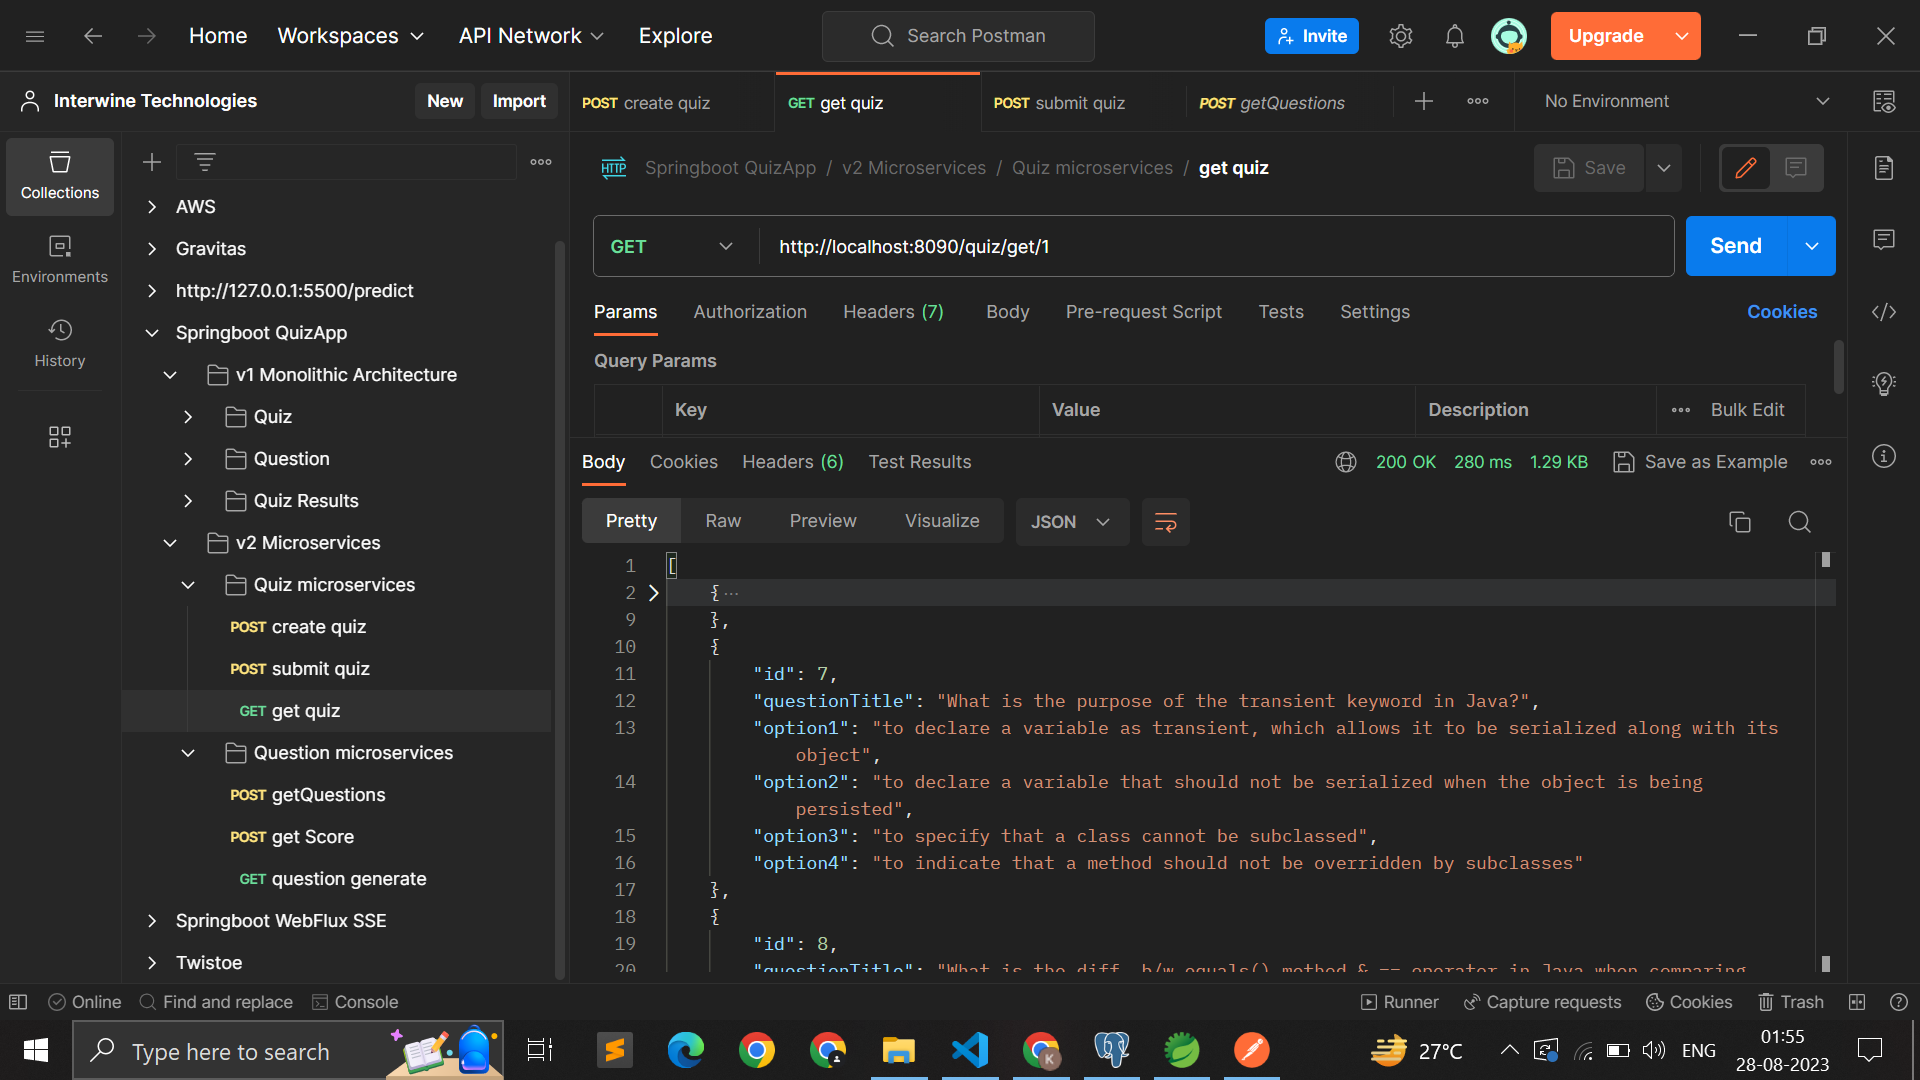 Home
Workspaces
API Network
Explore
Search Postman
Invite
Upgrade
Interwine Technologies
New
Import
POST create quiz
GET get quiz
POST submit quiz
POST getQuestions
No Environment
Collections
Environments
History
AWS
Gravitas
http://127.0.0.1:5500/predict
Springboot QuizApp
v1 Monolithic Architecture
Quiz
Question
Quiz Results
v2 Microservices
Quiz microservices
POST create quiz
POST submit quiz
GET get quiz
Question microservices
POST getQuestions
POST get Score
GET question generate
Springboot WebFlux SSE
Twistoe
HTTP
Springboot QuizApp / v2 Microservices / Quiz microservices / get quiz
Save
GET
http://localhost:8090/quiz/get/1
Send
Params
Authorization
Headers (7)
Body
Pre-request Script
Tests
Settings
Cookies
Query Params
Key
Value
Description
Bulk Edit
Body
Cookies
Headers (6)
Test Results
200 OK
280 ms
1.29 KB
Save as Example
Pretty
Raw
Preview
Visualize
JSON
1 [
2 { ...
9 },
10 {
11 "id": 7,
12 "questionTitle": "What is the purpose of the transient keyword in Java?",
13 "option1": "to declare a variable as transient, which allows it to be serialized along with its
object",
14 "option2": "to declare a variable that should not be serialized when the object is being
persisted",
15 "option3": "to specify that a class cannot be subclassed",
16 "option4": "to indicate that a method should not be overridden by subclasses"
17 },
18 {
19 "id": 8,
20 "questionTitle": "What is the diff. b/w equals() method & == operator in Java when comparing
Online
Find and replace
Console
Runner
Capture requests
Cookies
Trash
Type here to search
K
27°C
ENG
01:55
28-08-2023